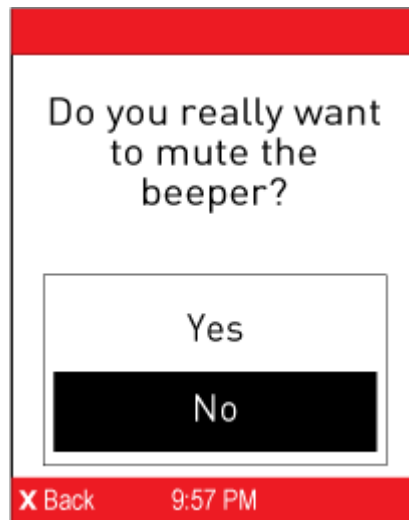 Do you really want
to mute the
beeper?
Yes
No
X Back 9:57 PM